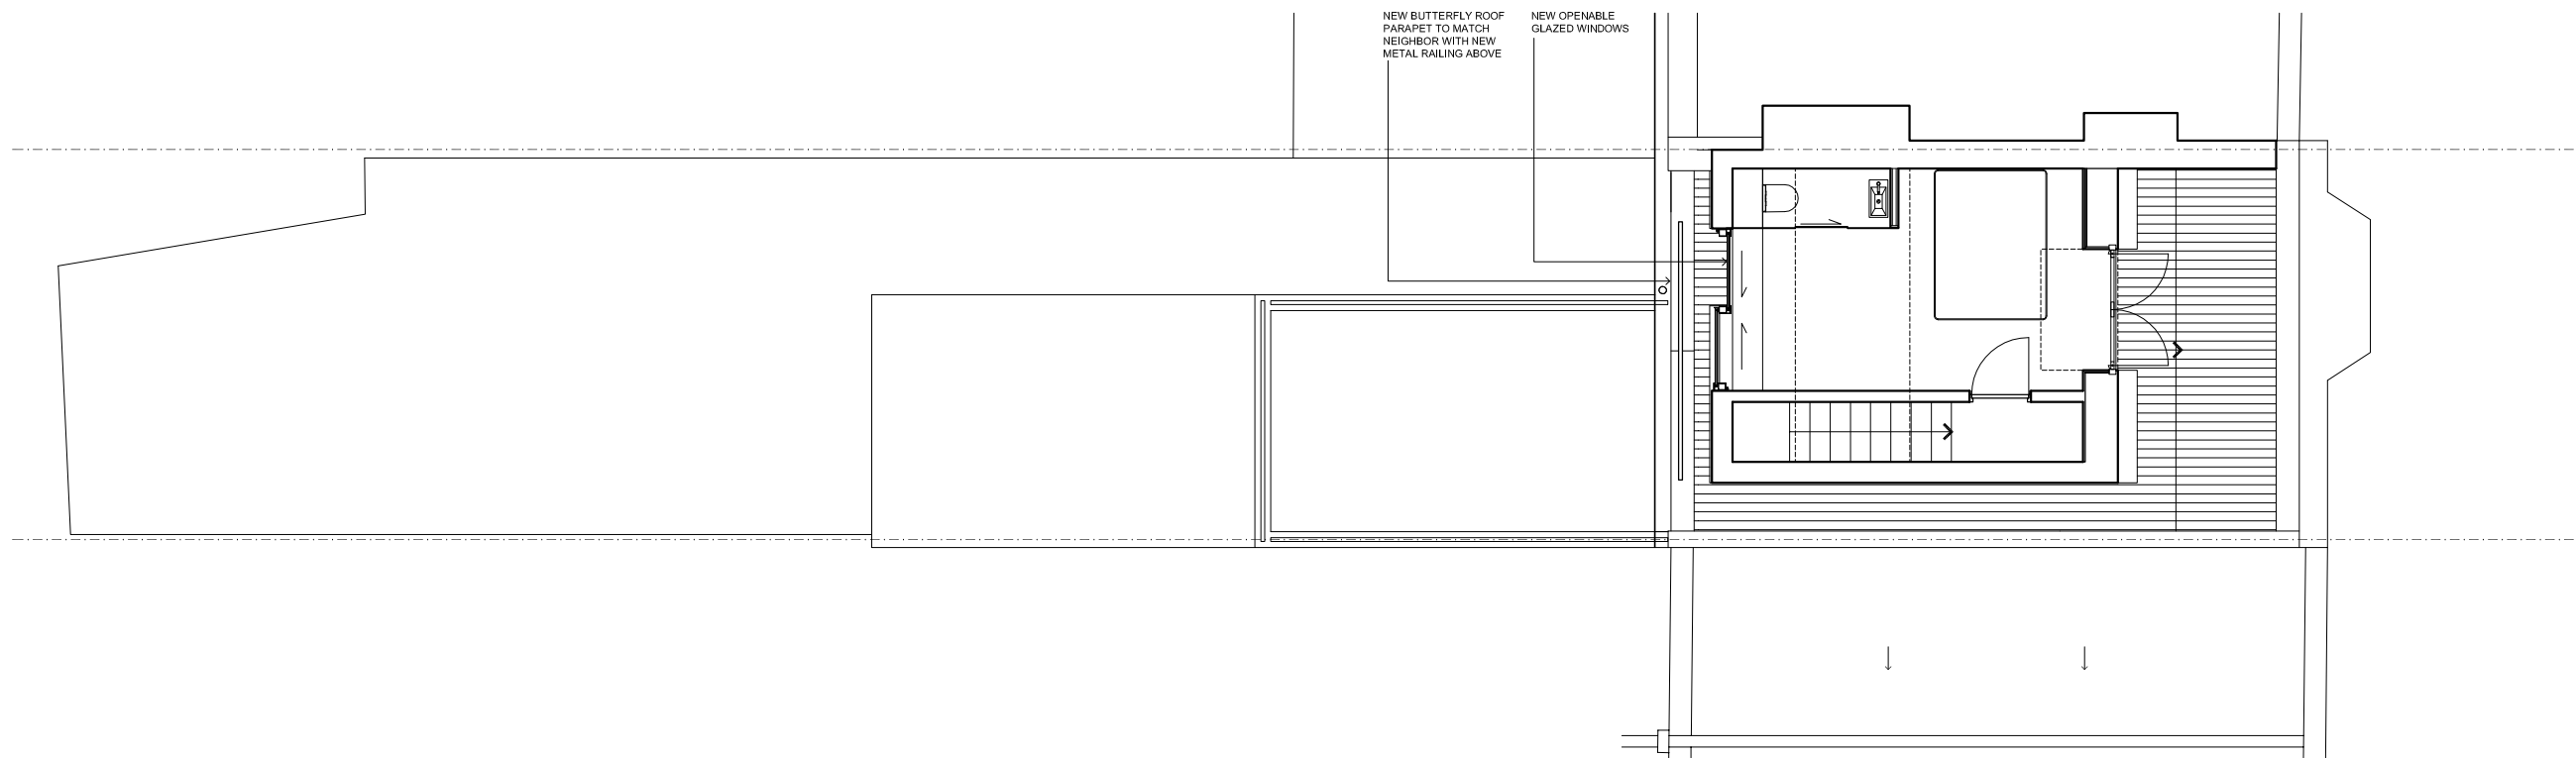 NEW BUTTERFLY ROOF
PARAPET TO MATCH
NEIGHBOR WITH NEW
METAL RAILING ABOVE
NEW OPENABLE
GLAZED WINDOWS